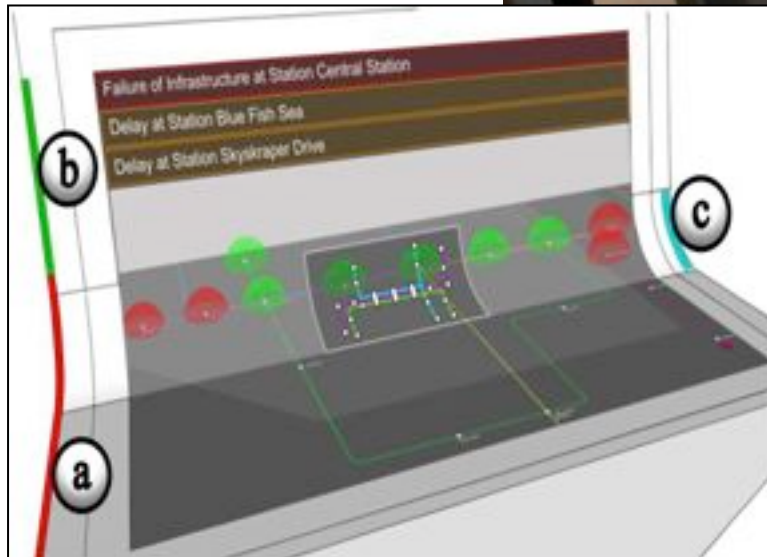 Failure of Infrastructure at Station Central Station
Delay at Station Blue Fish Sea
Delay at Station Skyskraper Drive
b
c
a